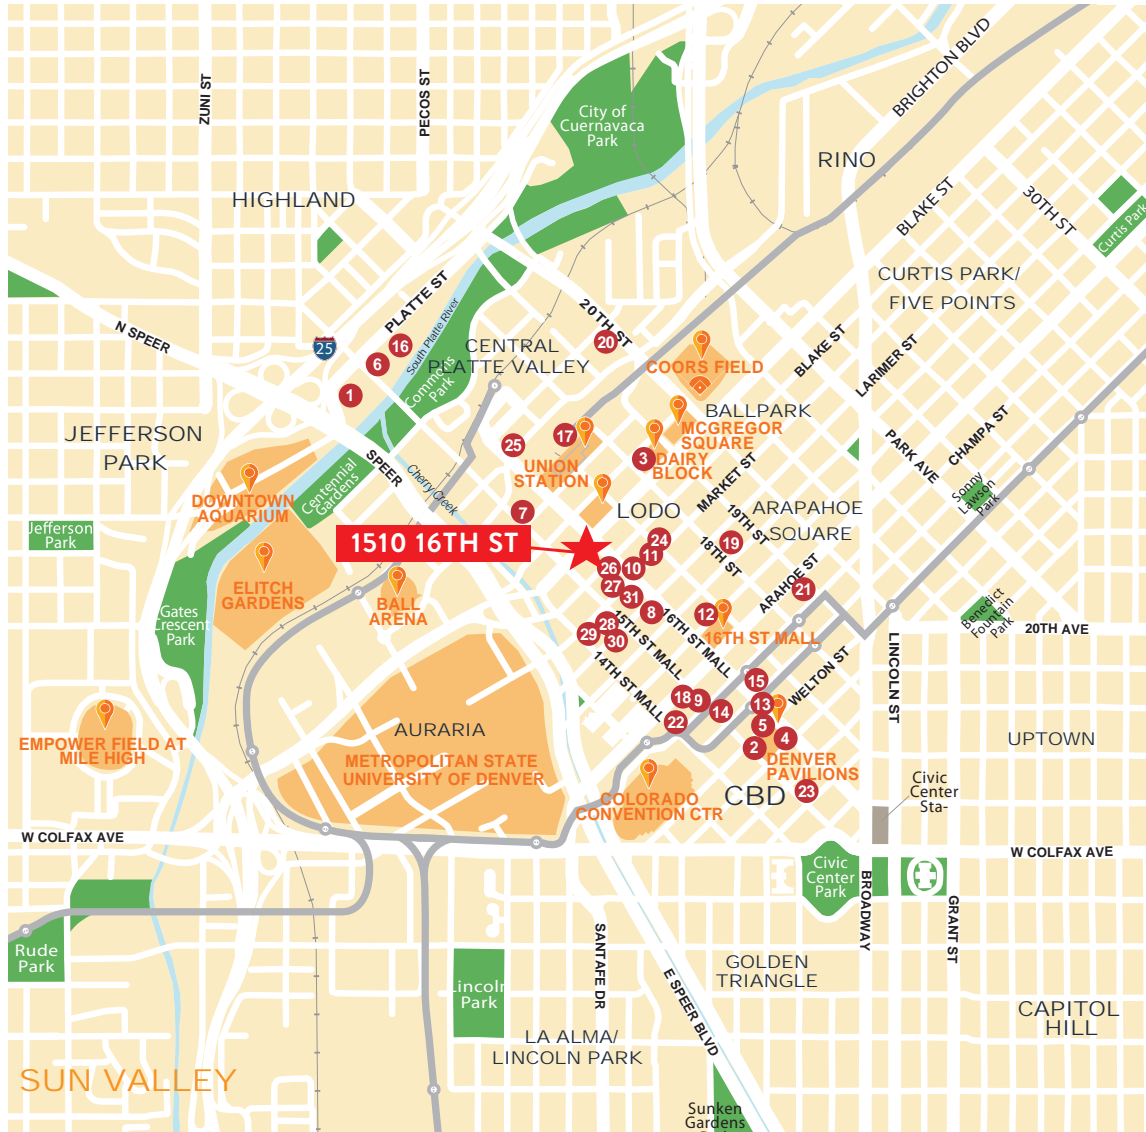 City of
Cuernavaca
Park
BRIGHTON BLVD
ZUNI ST
PECOS ST
RINO
HIGHLAND
BLAKE ST
30TH ST
Curtis Park
CURTIS PARK/
FIVE POINTS
PLATTE ST
South Platte River
N SPEER
25
16
6
1
20TH ST
20
CENTRAL
PLATTE VALLEY
Commons
Park
COORS FIELD
BLAKE ST
LARIMER ST
BALLPARK
MCGREGOR
SQUARE
DAIRY
BLOCK
3
JEFFERSON
PARK
SPEER
25
17
UNION
STATION
Cherry Creek
CHAMPA ST
PARK AVE
MARKET ST
Sonny
Lawson
Park
DOWNTOWN
AQUARIUM
Centennial
Gardens
7
LODO
19TH ST
ARAPAHOE
SQUARE
Jefferson
Park
1510 16TH ST
24
11
19
18TH ST
26
10
27
31
ELITCH
GARDENS
BALL
ARENA
ARAHOE ST
21
8
12
16TH ST MALL
16TH ST MALL
Gates
Crescent
Park
28
29
30
15TH ST MALL
14TH ST MALL
Benedict
Fountain
Park
20TH AVE
LINCOLN ST
WELTON ST
15
18
9
13
14
22
5
4
2
DENVER
PAVILIONS
EMPOWER FIELD AT
MILE HIGH
AURARIA
METROPOLITAN STATE
UNIVERSITY OF DENVER
UPTOWN
COLORADO
CONVENTION CTR
CBD
23
Civic
Center
Sta-
W COLFAX AVE
W COLFAX AVE
Civic
Center
Park
BROADWAY
GRANT ST
Rude
Park
SANTAFE DR
E SPEER BLVD
GOLDEN
TRIANGLE
Lincoln
Park
CAPITOL
HILL
LA ALMA/
LINCOLN PARK
SUN VALLEY
Sunken
Gardens